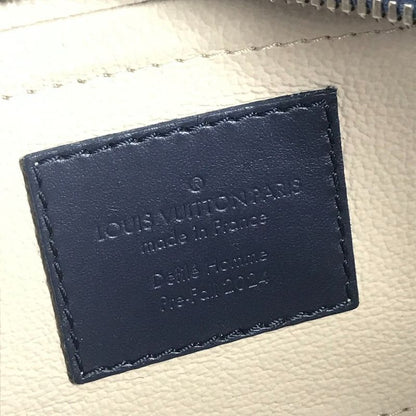 ®
LOUIS VUITTON PARIS
made in France
Défilé Homme
Pre-Fall 2024